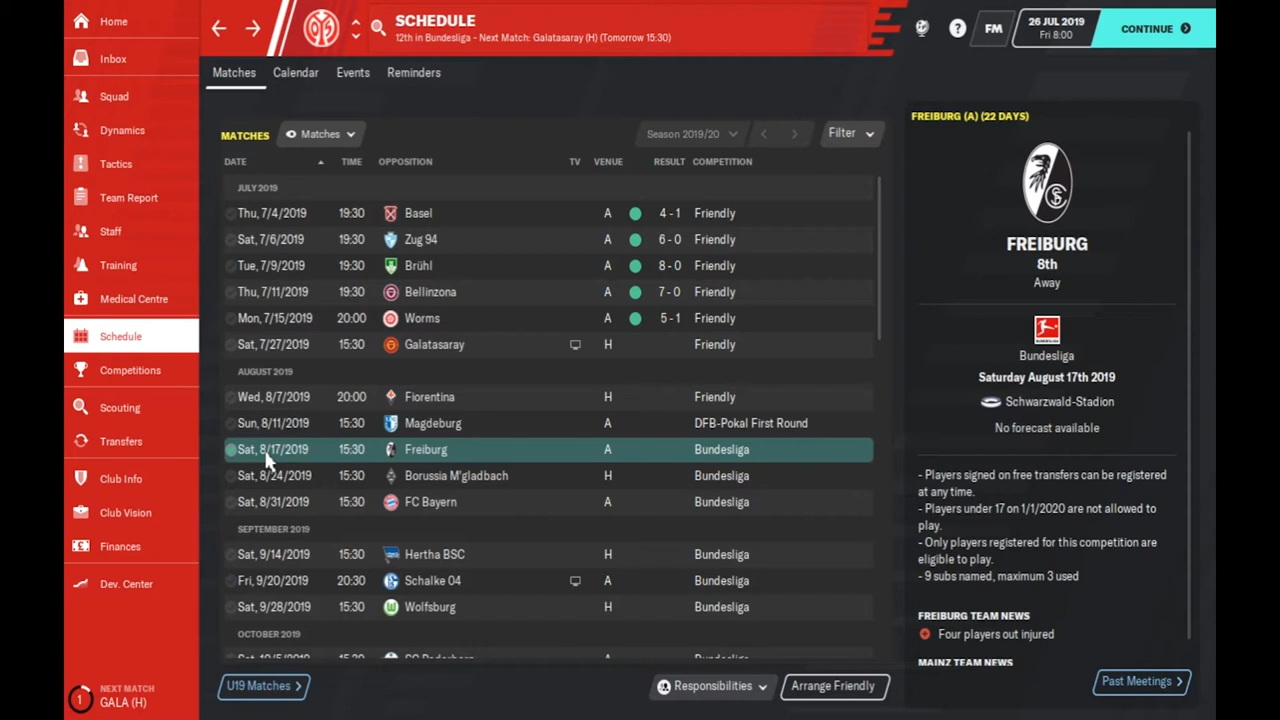 Home
Inbox
Squad
Dynamics
Tactics
Team Report
Staff
Training
Medical Centre
Schedule
Competitions
Scouting
Transfers
Club Info
Club Vision
Finances
Dev. Center
1
NEXT MATCH
GALA (H)
SCHEDULE
12th in Bundesliga - Next Match: Galatasaray (H) (Tomorrow 15:30)
?
FM
26 JUL 2019
Fri 8:00
CONTINUE
Matches Calendar Events Reminders
MATCHES Matches Season 2019/20 Filter
DATE TIME OPPOSITION TV VENUE RESULT COMPETITION
JULY 2019
Thu, 7/4/2019 19:30 Basel A 4 - 1 Friendly
Sat, 7/6/2019 19:30 Zug 94 A 6 - 0 Friendly
Tue, 7/9/2019 19:30 Brühl A 8 - 0 Friendly
Thu, 7/11/2019 19:30 Bellinzona A 7 - 0 Friendly
Mon, 7/15/2019 20:00 Worms A 5 - 1 Friendly
Sat, 7/27/2019 15:30 Galatasaray H Friendly
AUGUST 2019
Wed, 8/7/2019 20:00 Fiorentina H Friendly
Sun, 8/11/2019 15:30 Magdeburg A DFB-Pokal First Round
Sat, 8/17/2019 15:30 Freiburg A Bundesliga
Sat, 8/24/2019 15:30 Borussia M'gladbach H Bundesliga
Sat, 8/31/2019 15:30 FC Bayern A Bundesliga
SEPTEMBER 2019
Sat, 9/14/2019 15:30 Hertha BSC H Bundesliga
Fri, 9/20/2019 20:30 Schalke 04 A Bundesliga
Sat, 9/28/2019 15:30 Wolfsburg H Bundesliga
OCTOBER 2019
U19 Matches
Responsibilities
Arrange Friendly
FREIBURG (A) (22 DAYS)
FREIBURG
8th
Away
Bundesliga
Saturday August 17th 2019
Schwarzwald-Stadion
No forecast available
- Players signed on free transfers can be registered
at any time.
- Players under 17 on 1/1/2020 are not allowed to
play.
- Only players registered for this competition are
eligible to play.
- 9 subs named, maximum 3 used
FREIBURG TEAM NEWS
Four players out injured
MAINZ TEAM NEWS
Past Meetings